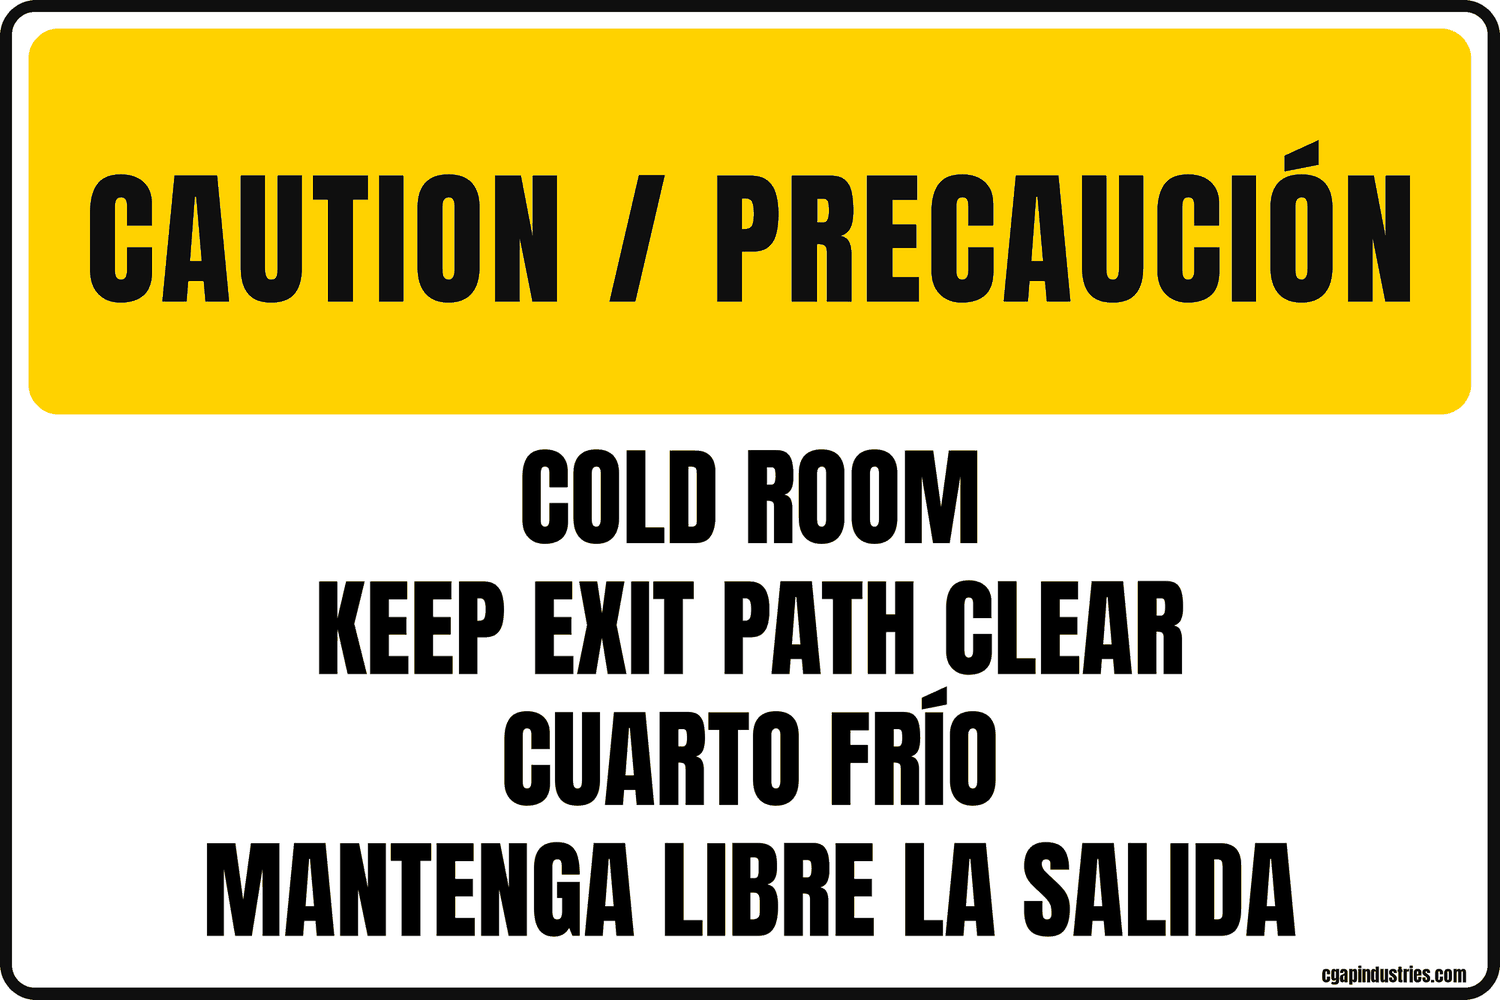 CAUTION / PRECAUCIÓN
COLD ROOM
KEEP EXIT PATH CLEAR
CUARTO FRÍO
MANTENGA LIBRE LA SALIDA
cgapindustries.com